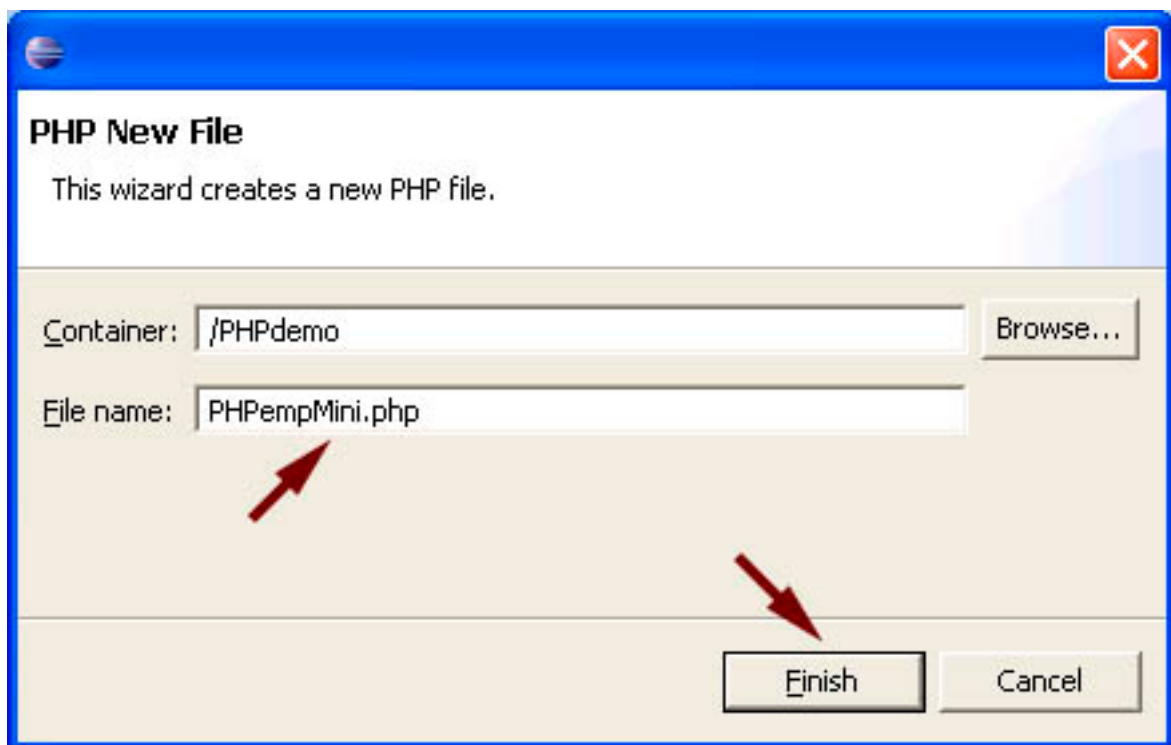 PHP New File
This wizard creates a new PHP file.
Container: /PHPdemo Browse...
File name: PHPempMini.php
Finish Cancel